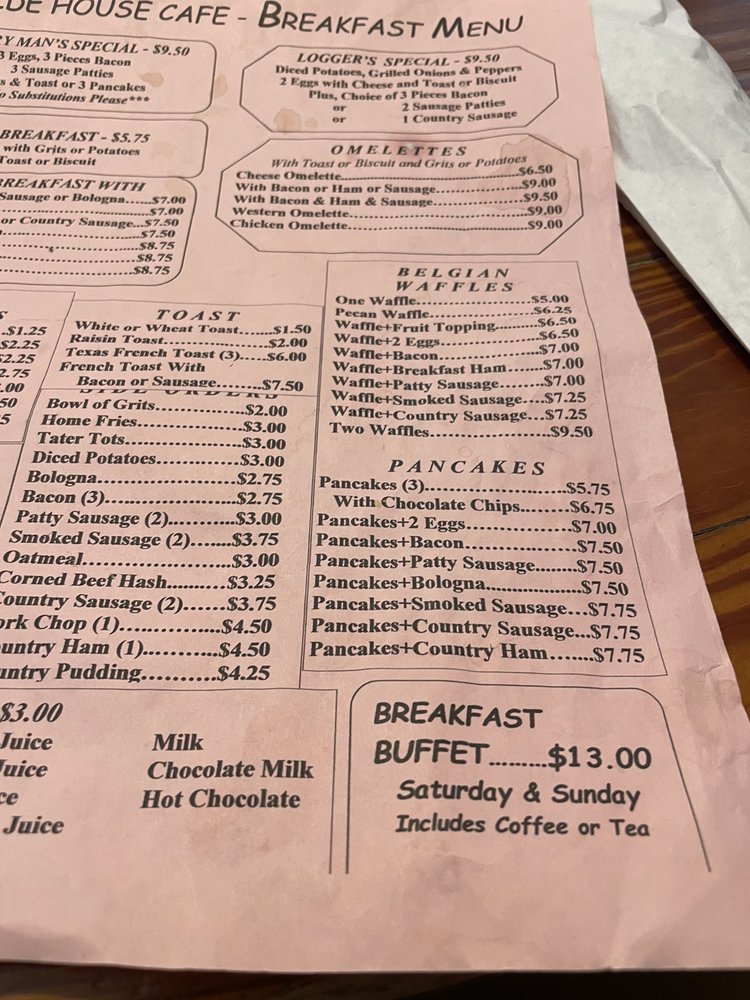 DE HOUSE CAFE - BREAKFAST MENU
Y MAN'S SPECIAL - $9.50
3 Eggs, 3 Pieces Bacon
3 Sausage Patties
s & Toast or 3 Pancakes
o Substitutions Please***
LOGGER'S SPECIAL - $9.50
Diced Potatoes, Grilled Onions & Peppers
2 Eggs with Cheese and Toast or Biscuit
Plus, Choice of 3 Pieces Bacon
or 2 Sausage Patties
or 1 Country Sausage
BREAKFAST - $5.75
with Grits or Potatoes
Toast or Biscuit
OMELETTES
With Toast or Biscuit and Grits or Potatoes
Cheese Omelette $6.50
With Bacon or Ham or Sausage $9.00
With Bacon & Ham & Sausage $9.50
Western Omelette $9.00
Chicken Omelette $9.00
BREAKFAST WITH
Sausage or Bologna $7.00
$7.00
or Country Sausage $7.50
$7.50
$8.75
$8.75
$8.75
S
$1.25
$2.25
$2.25
2.75
.00
50
5
TOAST
White or Wheat Toast $1.50
Raisin Toast $2.00
Texas French Toast (3) $6.00
French Toast With
Bacon or Sausage $7.50
SIDE ORDERS
Bowl of Grits $2.00
Home Fries $3.00
Tater Tots $3.00
Diced Potatoes $3.00
Bologna $2.75
Bacon (3) $2.75
Patty Sausage (2) $3.00
Smoked Sausage (2) $3.75
Oatmeal $3.00
Corned Beef Hash $3.25
Country Sausage (2) $3.75
ork Chop (1) $4.50
untry Ham (1) $4.50
untry Pudding $4.25
BELGIAN
WAFFLES
One Waffle $5.00
Pecan Waffle $6.25
Waffle+Fruit Topping $6.50
Waffle+2 Eggs $6.50
Waffle+Bacon $7.00
Waffle+Breakfast Ham $7.00
Waffle+Patty Sausage $7.00
Waffle+Smoked Sausage $7.25
Waffle+Country Sausage $7.25
Two Waffles $9.50
PANCAKES
Pancakes (3) $5.75
With Chocolate Chips $6.75
Pancakes+2 Eggs $7.00
Pancakes+Bacon $7.50
Pancakes+Patty Sausage $7.50
Pancakes+Bologna $7.50
Pancakes+Smoked Sausage $7.75
Pancakes+Country Sausage $7.75
Pancakes+Country Ham $7.75
$3.00
Juice
Juice
ce
Juice
Milk
Chocolate Milk
Hot Chocolate
BREAKFAST
BUFFET $13.00
Saturday & Sunday
Includes Coffee or Tea